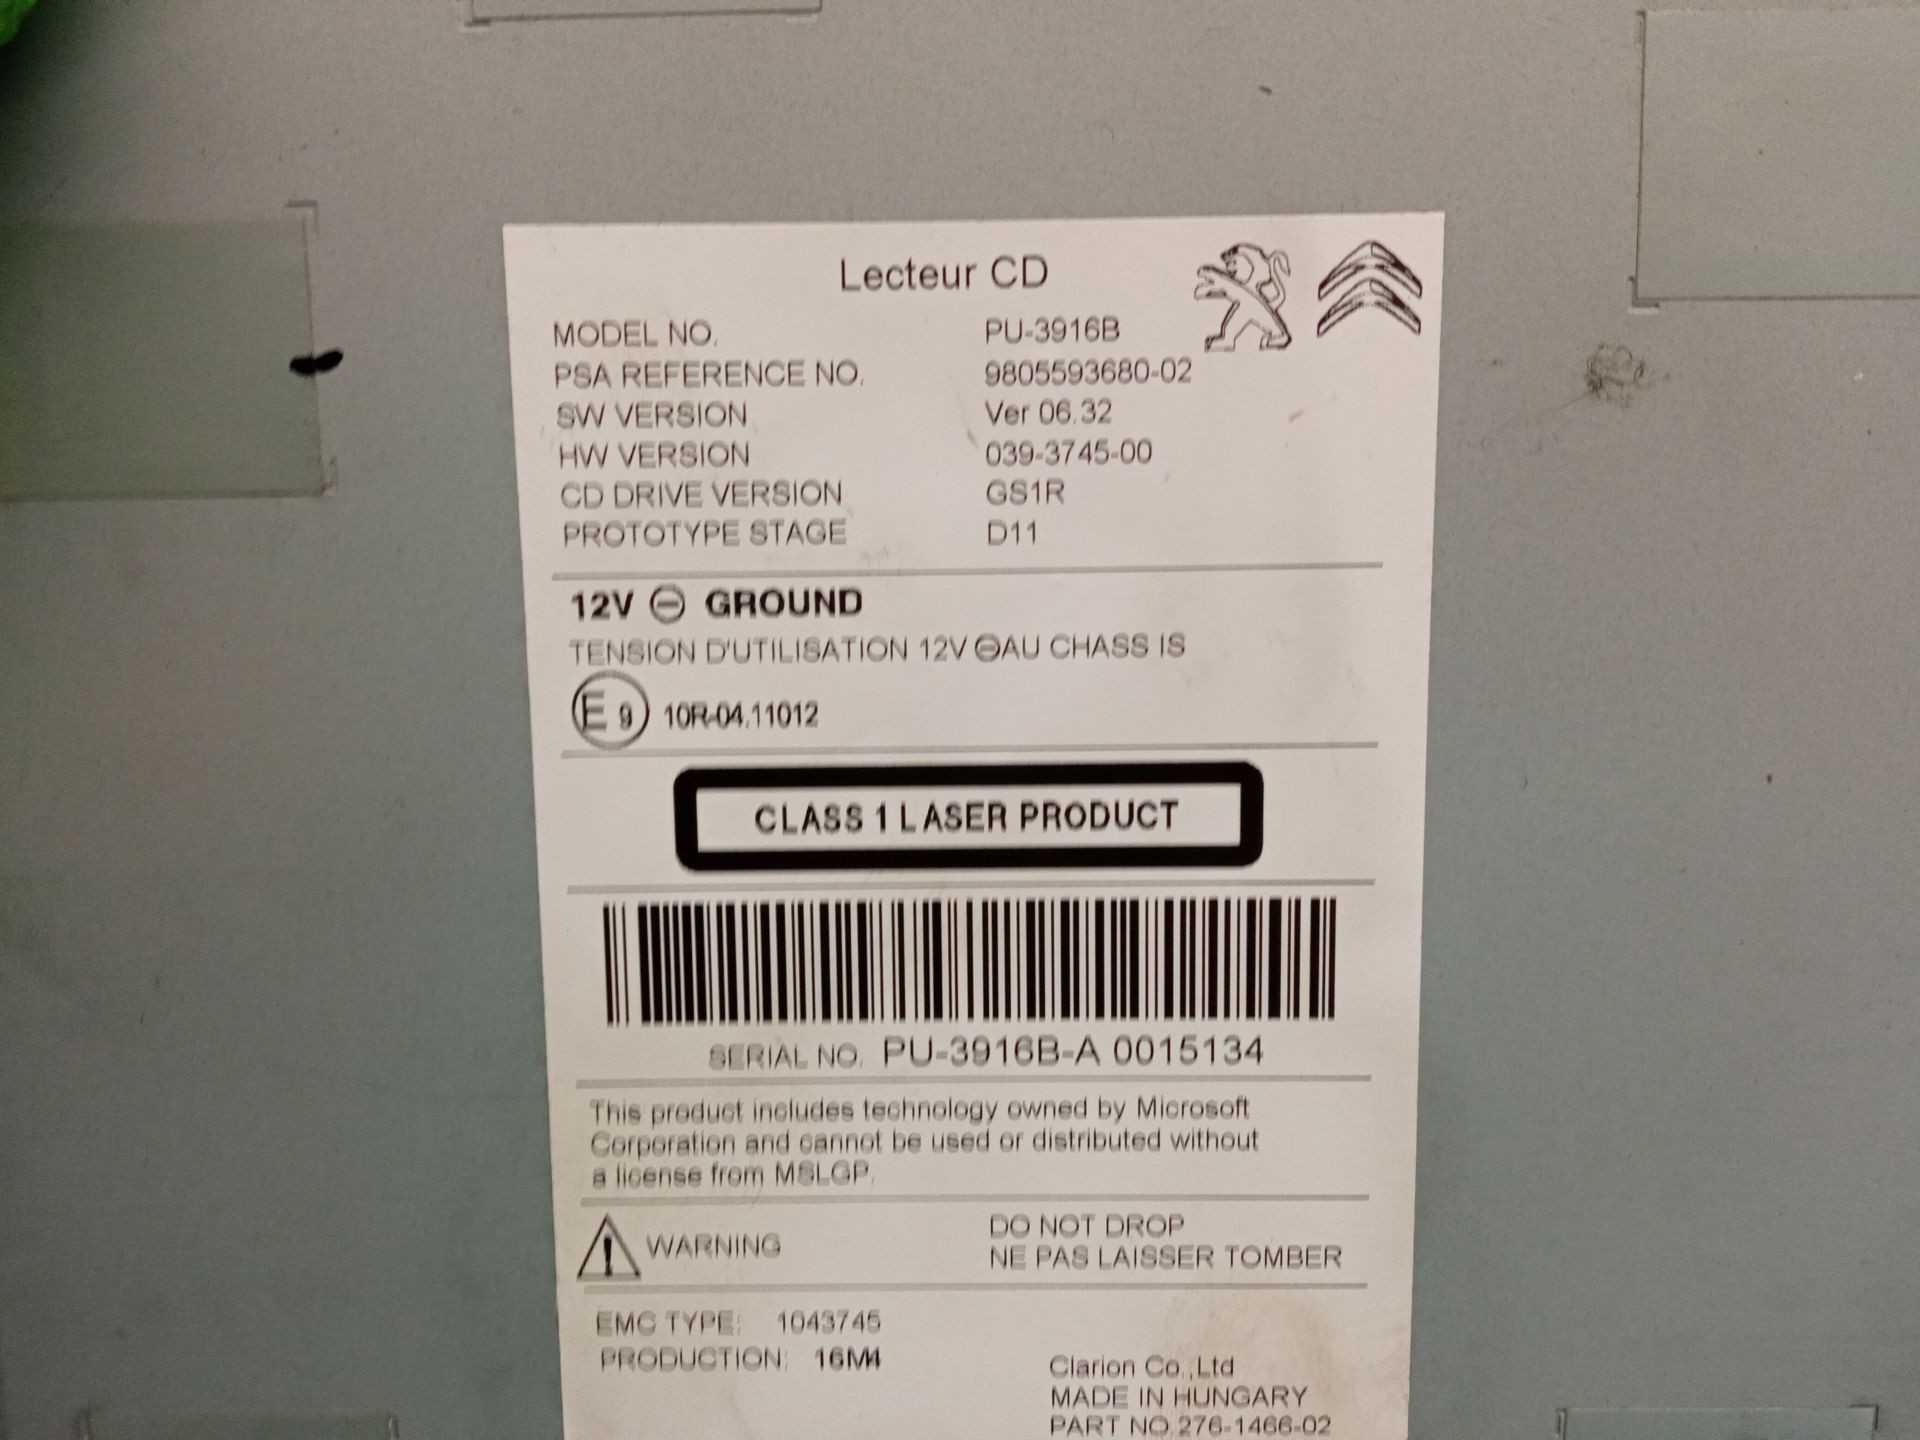 Lecteur CD
MODEL NO. PU-3916B
PSA REFERENCE NO. 9805593680-02
SW VERSION Ver 06.32
HW VERSION 039-3745-00
CD DRIVE VERSION GS1R
PROTOTYPE STAGE D11
12V ⊖ GROUND
TENSION D'UTILISATION 12V ⊖AU CHASS IS
E 9 10R-04.11012
CLASS 1 LASER PRODUCT
SERIAL NO. PU-3916B-A 0015134
This product includes technology owned by Microsoft
Corporation and cannot be used or distributed without
a license from MSLGP.
WARNING DO NOT DROP
NE PAS LAISSER TOMBER
EMC TYPE: 1043745
PRODUCTION: 16M4
Clarion Co.,Ltd
MADE IN HUNGARY
PART NO.276-1466-02